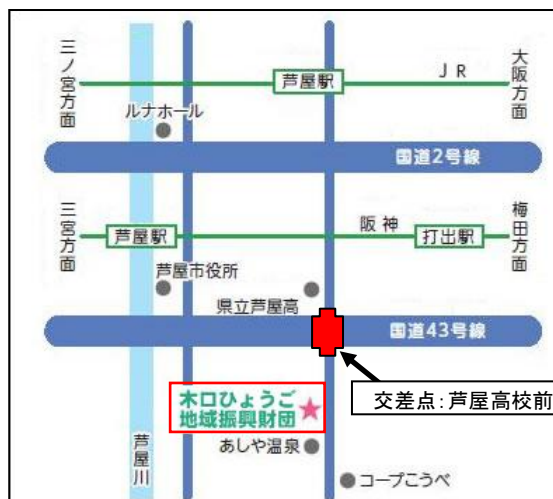 三ノ宮方面
芦屋駅
JR
大阪方面
ルナホール
国道2号線
三宮方面
芦屋駅
阪神
打出駅
梅田方面
芦屋市役所
県立芦屋高
国道43号線
木口ひょうご
地域振興財団
交差点:芦屋高校前
あしや温泉
芦屋川
コープこうべ